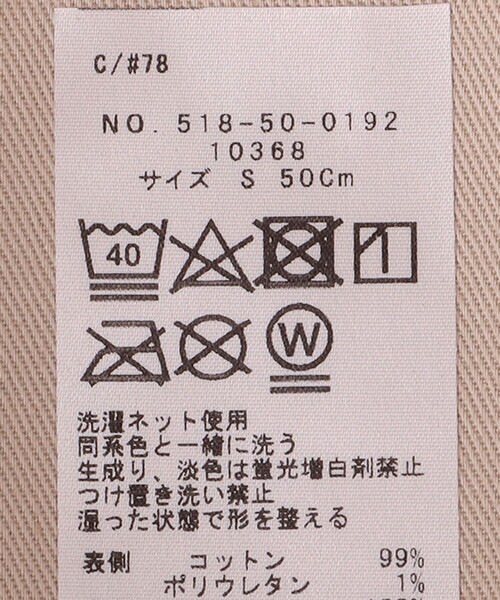 C/#78
NO. 518-50-0192
10368
サイズ S 50Cm
40
W
洗濯ネット使用
同系色と一緒に洗う
生成り、淡色は蛍光増白剤禁止
つけ置き洗い禁止
湿った状態で形を整える
表側 コットン 99%
ポリウレタン 1%